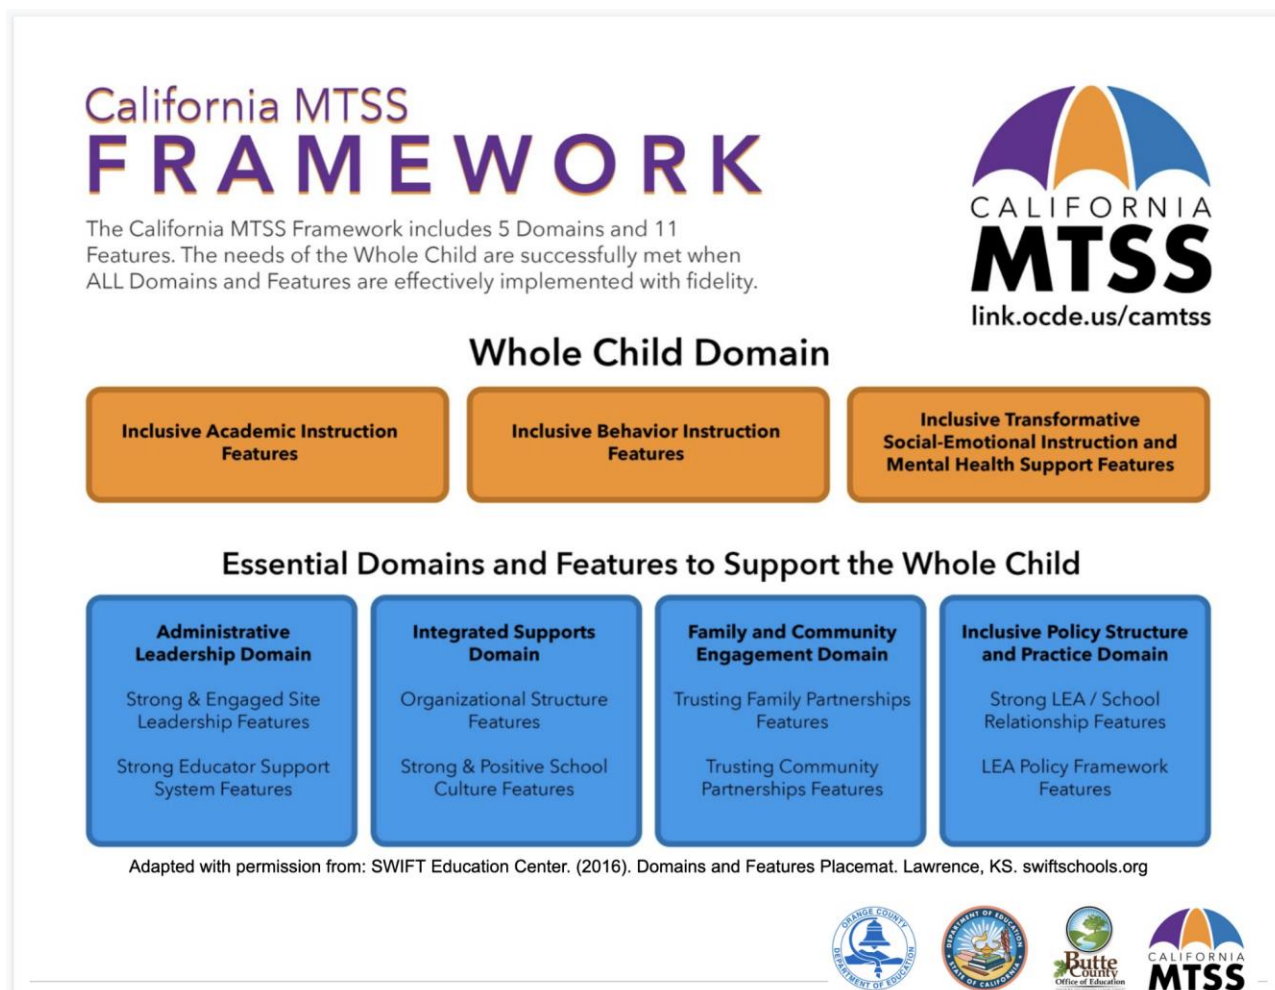 California MTSS
FRAMEWORK
The California MTSS Framework includes 5 Domains and 11
Features. The needs of the Whole Child are successfully met when
ALL Domains and Features are effectively implemented with fidelity.
CALIFORNIA
MTSS
link.ocde.us/camtss
Whole Child Domain
Inclusive Academic Instruction
Features
Inclusive Behavior Instruction
Features
Inclusive Transformative
Social-Emotional Instruction and
Mental Health Support Features
Essential Domains and Features to Support the Whole Child
Administrative
Leadership Domain
Strong & Engaged Site
Leadership Features
Strong Educator Support
System Features
Integrated Supports
Domain
Organizational Structure
Features
Strong & Positive School
Culture Features
Family and Community
Engagement Domain
Trusting Family Partnerships
Features
Trusting Community
Partnerships Features
Inclusive Policy Structure
and Practice Domain
Strong LEA / School
Relationship Features
LEA Policy Framework
Features
Adapted with permission from: SWIFT Education Center. (2016). Domains and Features Placemat. Lawrence, KS. swiftschools.org
ORANGE COUNTY
DEPARTMENT OF EDUCATION
DEPARTMENT OF EDUCATION
STATE OF CALIFORNIA
Butte
County
Office of Education
CALIFORNIA
MTSS